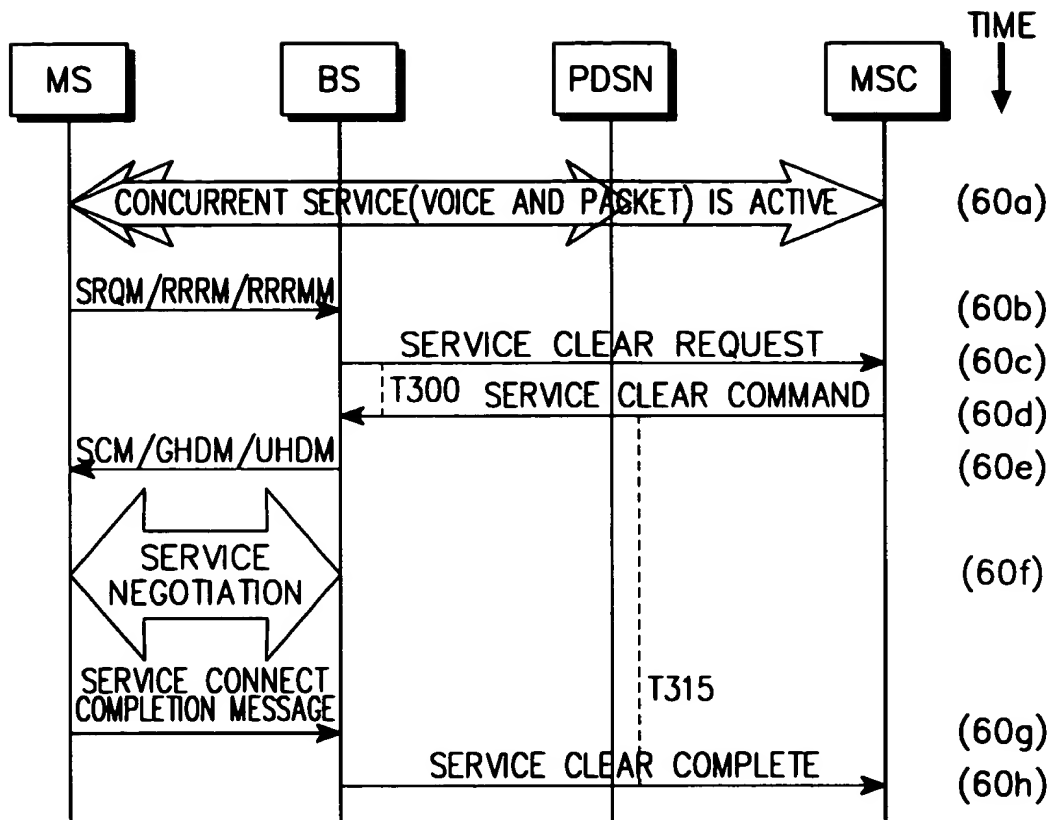 TIME
MS BS PDSN MSC
CONCURRENT SERVICE(VOICE AND PACKET) IS ACTIVE (60a)
SRQM/RRRM/RRRMM (60b)
SERVICE CLEAR REQUEST (60c)
T300 SERVICE CLEAR COMMAND (60d)
SCM/GHDM/UHDM (60e)
SERVICE
NEGOTIATION (60f)
SERVICE CONNECT
COMPLETION MESSAGE
T315
(60g)
SERVICE CLEAR COMPLETE (60h)